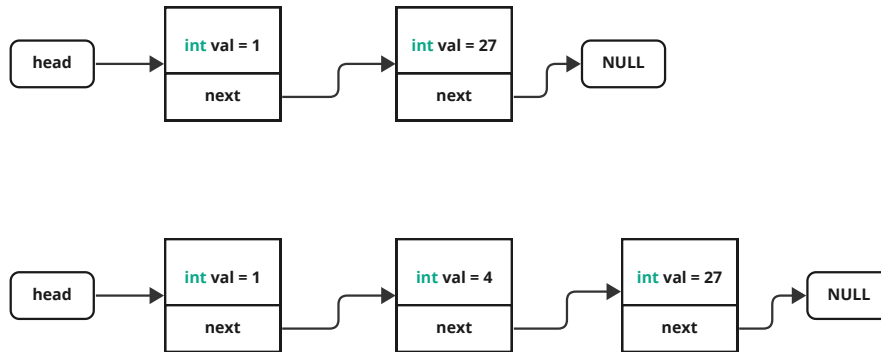 head
int val = 1
next
int val = 27
next
NULL
head
int val = 1
next
int val = 4
next
int val = 27
next
NULL